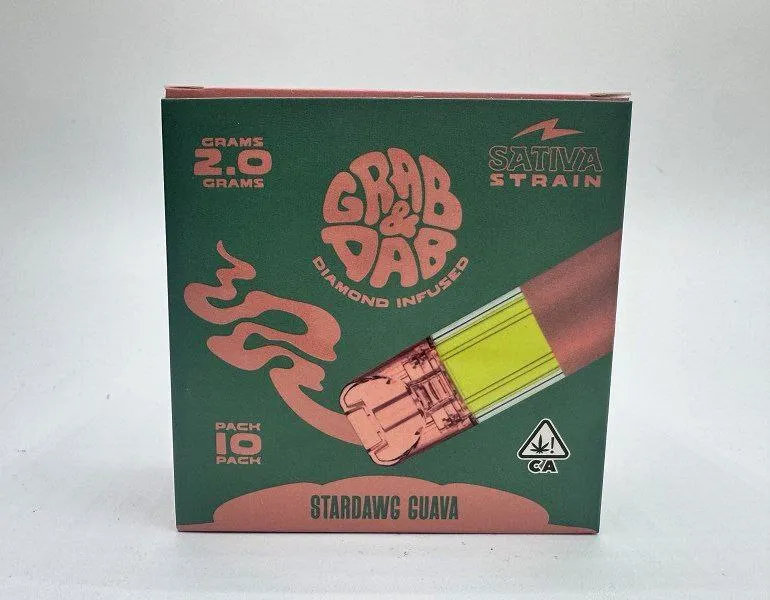 GRAMS
2.0
GRAMS
GRAB
&
DAB
DIAMOND INFUSED
SATIVA
STRAIN
PACK
10
PACK
!
CA
STARDAWG GUAVA